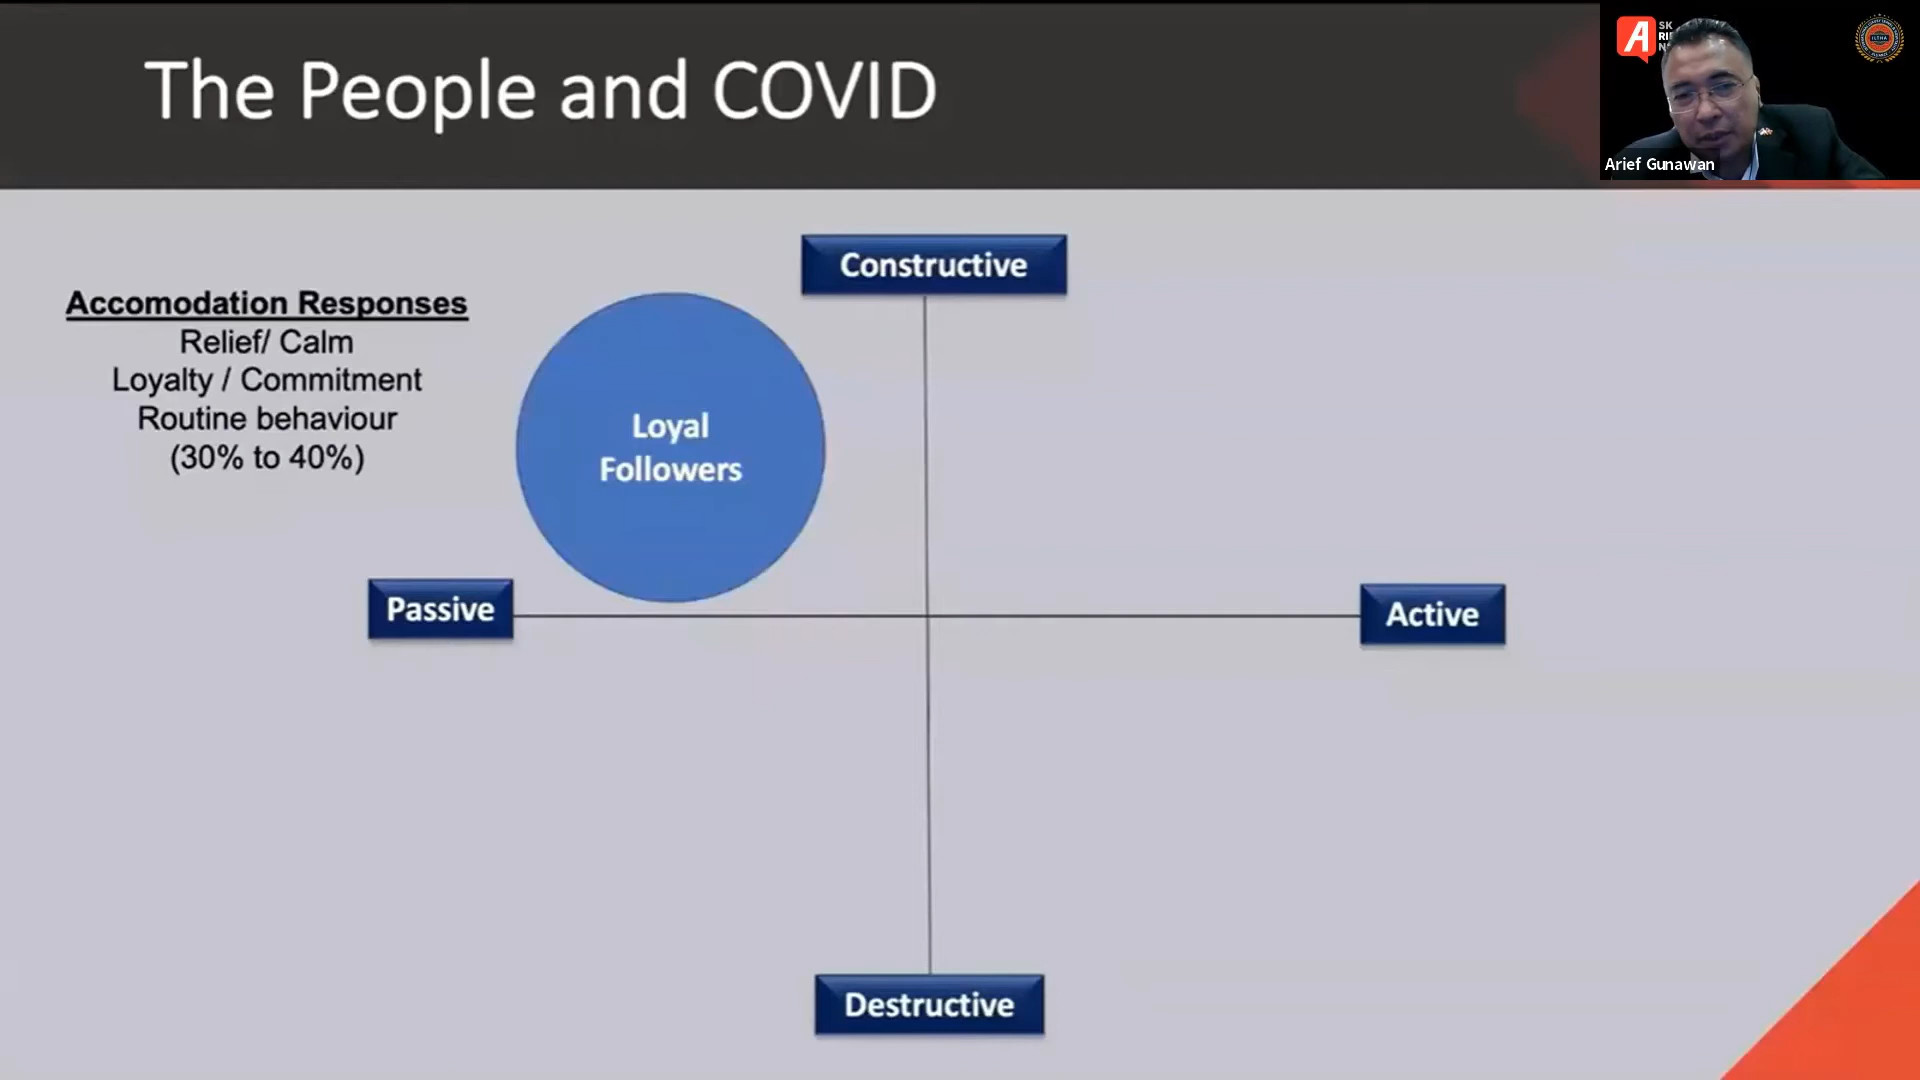 The People and COVID
A
SK
Arief Gunawan
Constructive
Accomodation Responses
Relief/ Calm
Loyalty / Commitment
Routine behaviour
(30% to 40%)
Loyal
Followers
Passive
Active
Destructive